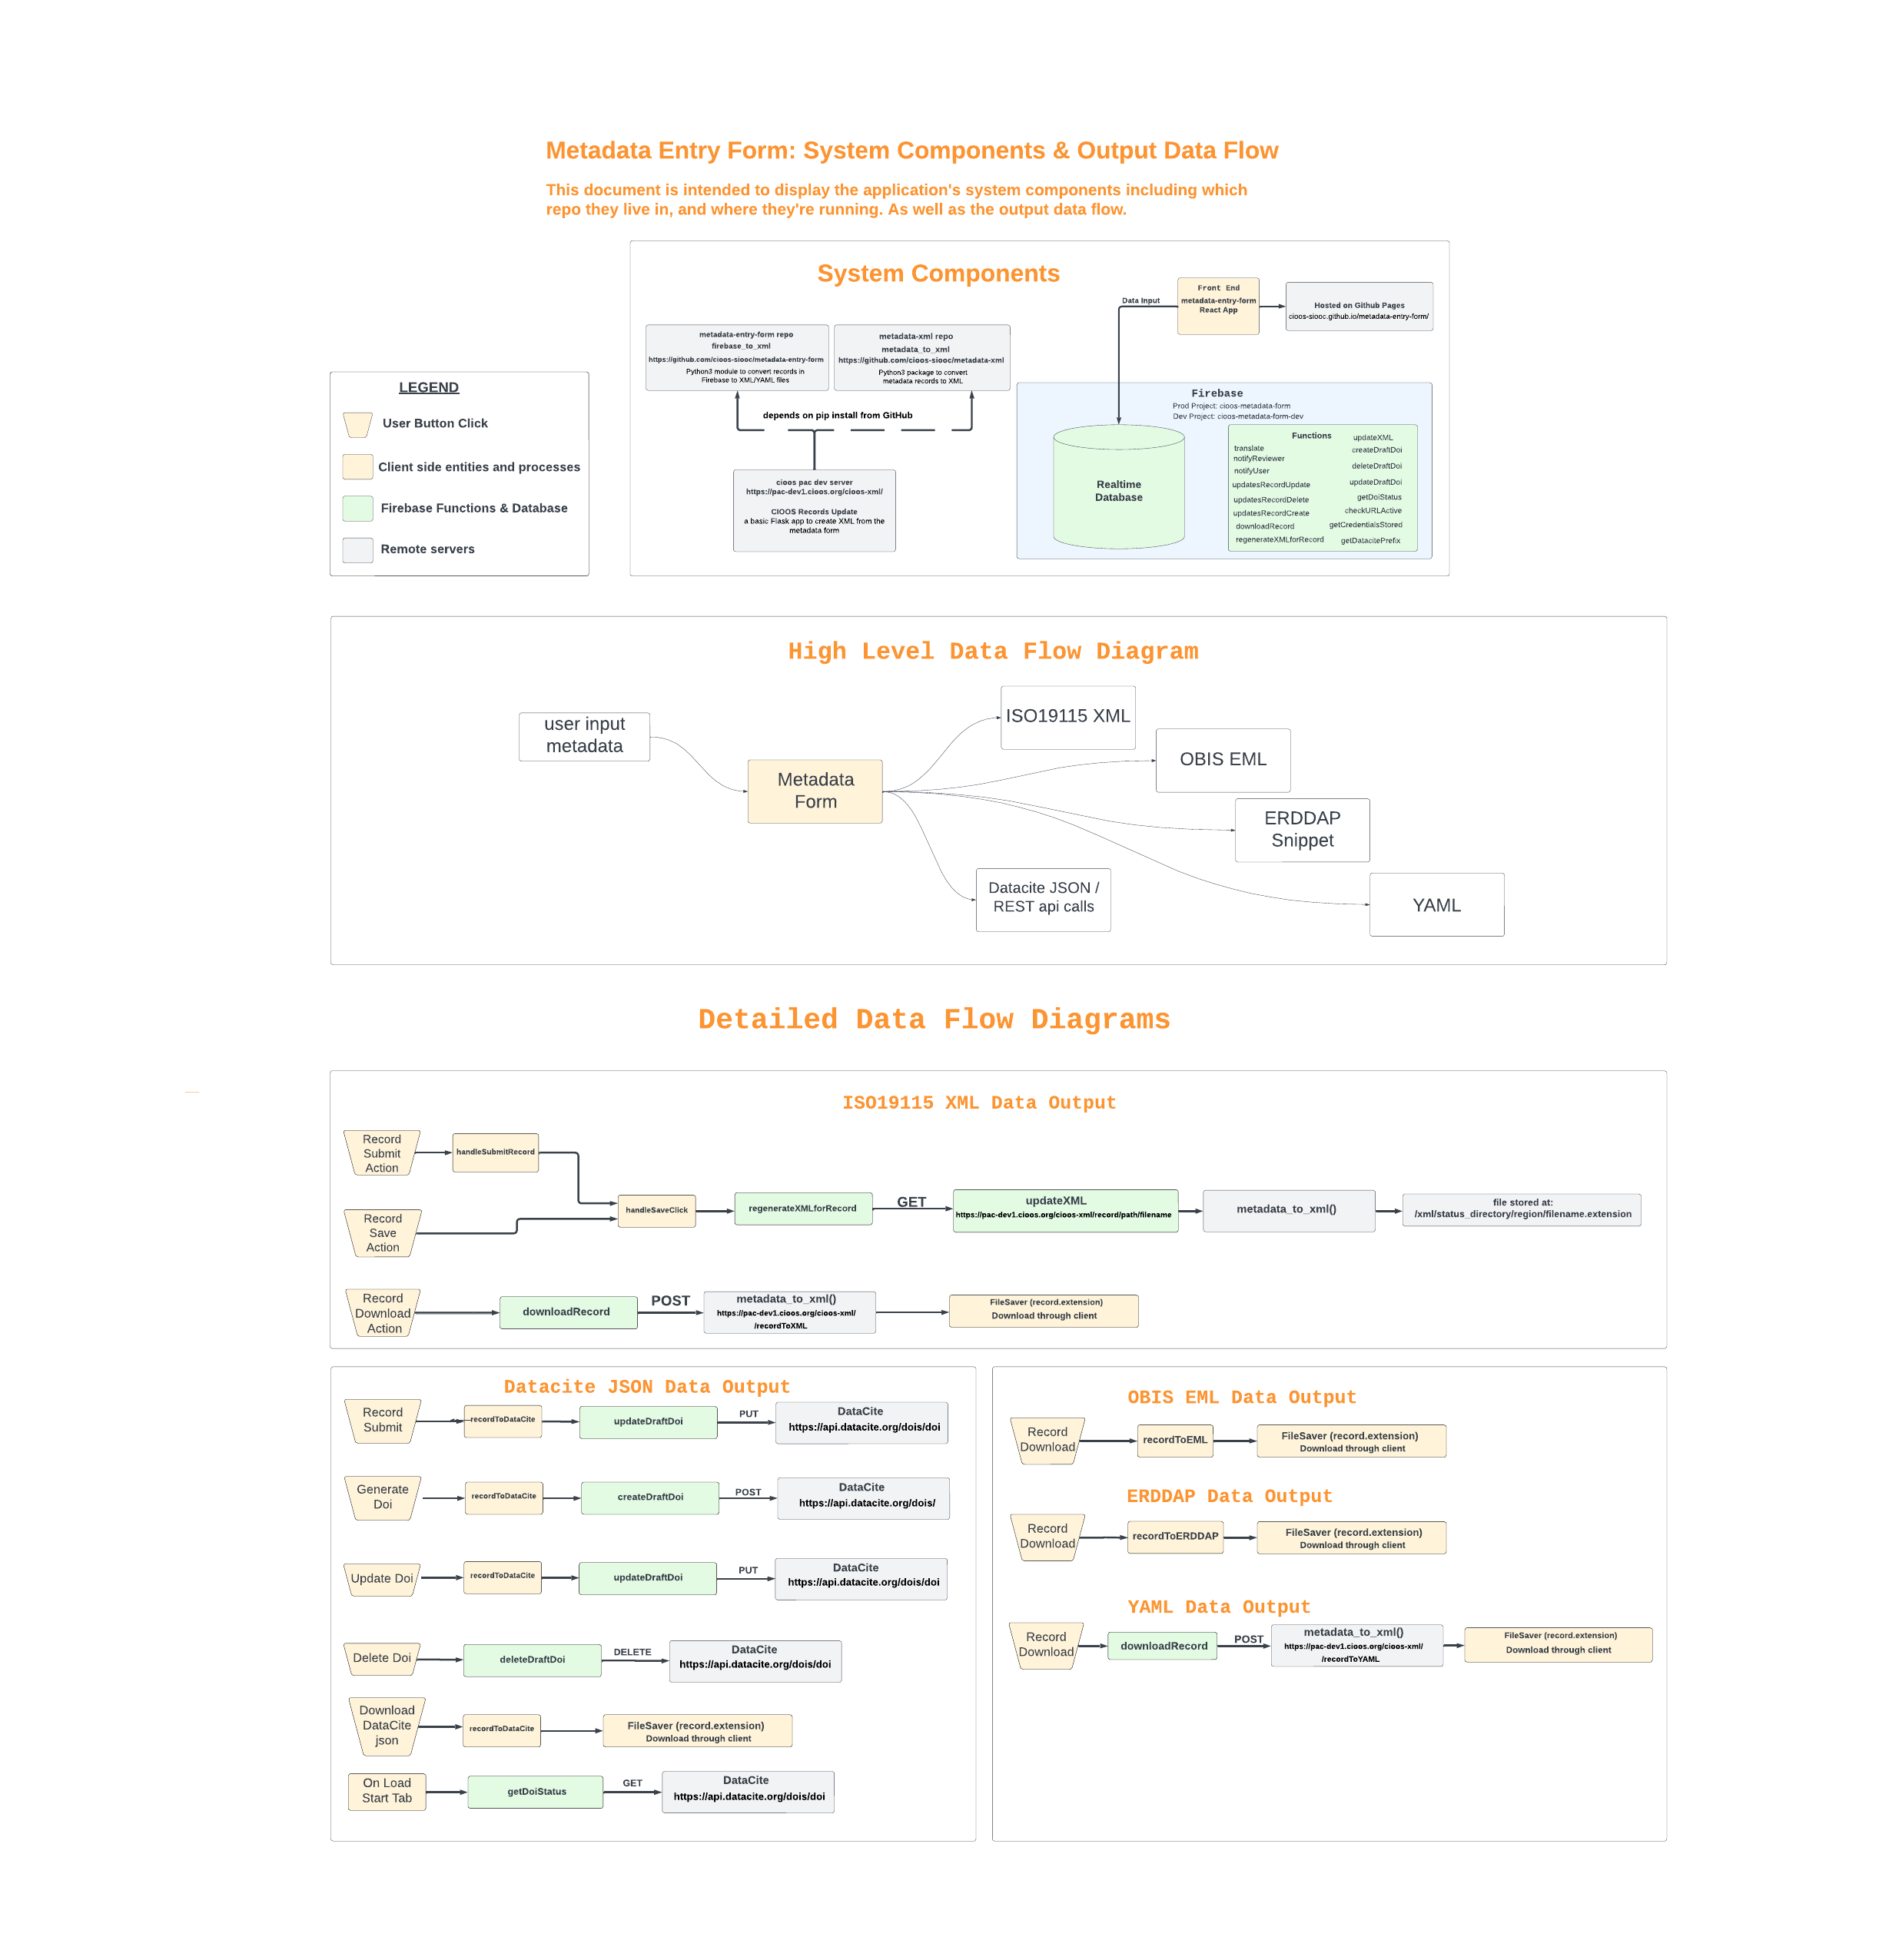 Metadata Entry Form: System Components & Output Data Flow
This document is intended to display the application's system components including which
repo they live in, and where they're running. As well as the output data flow.
System Components
Data Input
Front End
metadata-entry-form
React App
Hosted on Github Pages
cioos-siooc.github.io/metadata-entry-form/
metadata-entry-form repo
firebase_to_xml
https://github.com/cioos-siooc/metadata-entry-form
Python3 module to convert records in
Firebase to XML/YAML files
metadata-xml repo
metadata_to_xml
https://github.com/cioos-siooc/metadata-xml
Python3 package to convert
metadata records to XML
depends on pip install from GitHub
cioos pac dev server
https://pac-dev1.cioos.org/cioos-xml/
CIOOS Records Update
a basic Flask app to create XML from the
metadata form
Firebase
Prod Project: cioos-metadata-form
Dev Project: cioos-metadata-form-dev
Realtime
Database
Functions
translate
notifyReviewer
notifyUser
updatesRecordUpdate
updatesRecordDelete
updatesRecordCreate
downloadRecord
regenerateXMLforRecord
updateXML
createDraftDoi
deleteDraftDoi
updateDraftDoi
getDoiStatus
checkURLActive
getCredentialsStored
getDatacitePrefix
LEGEND
User Button Click
Client side entities and processes
Firebase Functions & Database
Remote servers
High Level Data Flow Diagram
user input
metadata
Metadata
Form
ISO19115 XML
OBIS EML
ERDDAP
Snippet
YAML
Datacite JSON /
REST api calls
Detailed Data Flow Diagrams
ISO19115 XML Data Output
Record
Submit
Action
handleSubmitRecord
Record
Save
Action
handleSaveClick
regenerateXMLforRecord
GET
updateXML
https://pac-dev1.cioos.org/cioos-xml/record/path/filename
metadata_to_xml()
file stored at:
/xml/status_directory/region/filename.extension
Record
Download
Action
downloadRecord
POST
metadata_to_xml()
https://pac-dev1.cioos.org/cioos-xml/
/recordToXML
FileSaver (record.extension)
Download through client
Datacite JSON Data Output
Record
Submit
recordToDataCite
updateDraftDoi
PUT
DataCite
https://api.datacite.org/dois/doi
Generate
Doi
recordToDataCite
createDraftDoi
POST
DataCite
https://api.datacite.org/dois/
Update Doi
recordToDataCite
updateDraftDoi
PUT
DataCite
https://api.datacite.org/dois/doi
Delete Doi
deleteDraftDoi
DELETE
DataCite
https://api.datacite.org/dois/doi
Download
DataCite
json
recordToDataCite
FileSaver (record.extension)
Download through client
On Load
Start Tab
getDoiStatus
GET
DataCite
https://api.datacite.org/dois/doi
OBIS EML Data Output
Record
Download
recordToEML
FileSaver (record.extension)
Download through client
ERDDAP Data Output
Record
Download
recordToERDDAP
FileSaver (record.extension)
Download through client
YAML Data Output
Record
Download
downloadRecord
POST
metadata_to_xml()
https://pac-dev1.cioos.org/cioos-xml/
/recordToYAML
FileSaver (record.extension)
Download through client